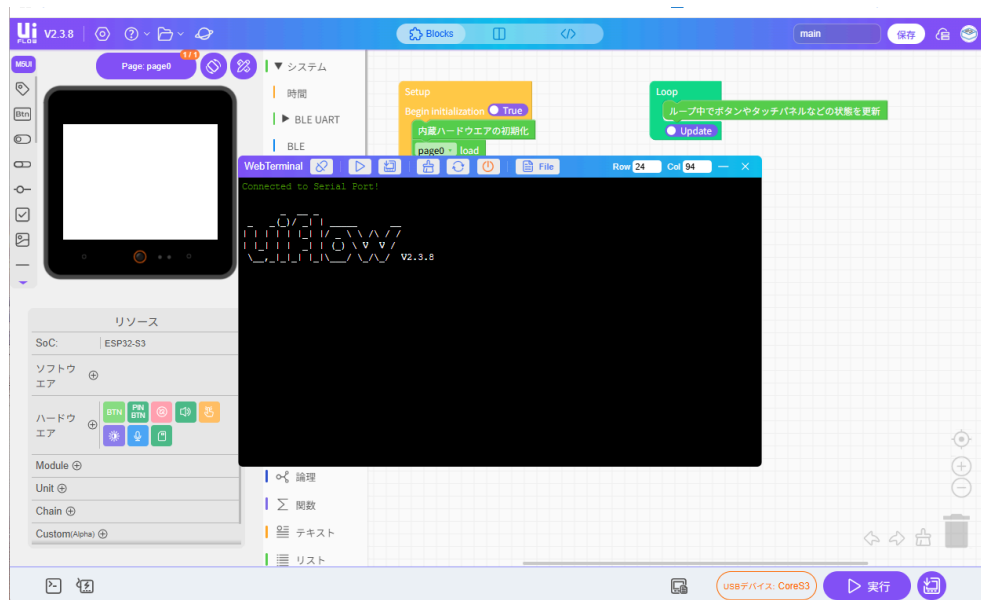 Ui
FLOW
V2.3.8
Blocks
main
保存
M5UI
Page: page0
1/1
Btn
システム
時間
BLE UART
BLE
Setup
Begin initialization True
内蔵ハードウエアの初期化
page0 load
Loop
ループ中でボタンやタッチパネルなどの状態を更新
Update
WebTerminal
File
Row 24
Col 94
Connected to Serial Port!
uiflow
V2.3.8
リソース
SoC: ESP32-S3
ソフトウ
エア
ハードウ
エア
BTN
PIN
BTN
Module
Unit
Chain
Custom(Alpha)
論理
関数
テキスト
リスト
USBデバイス: CoreS3
実行